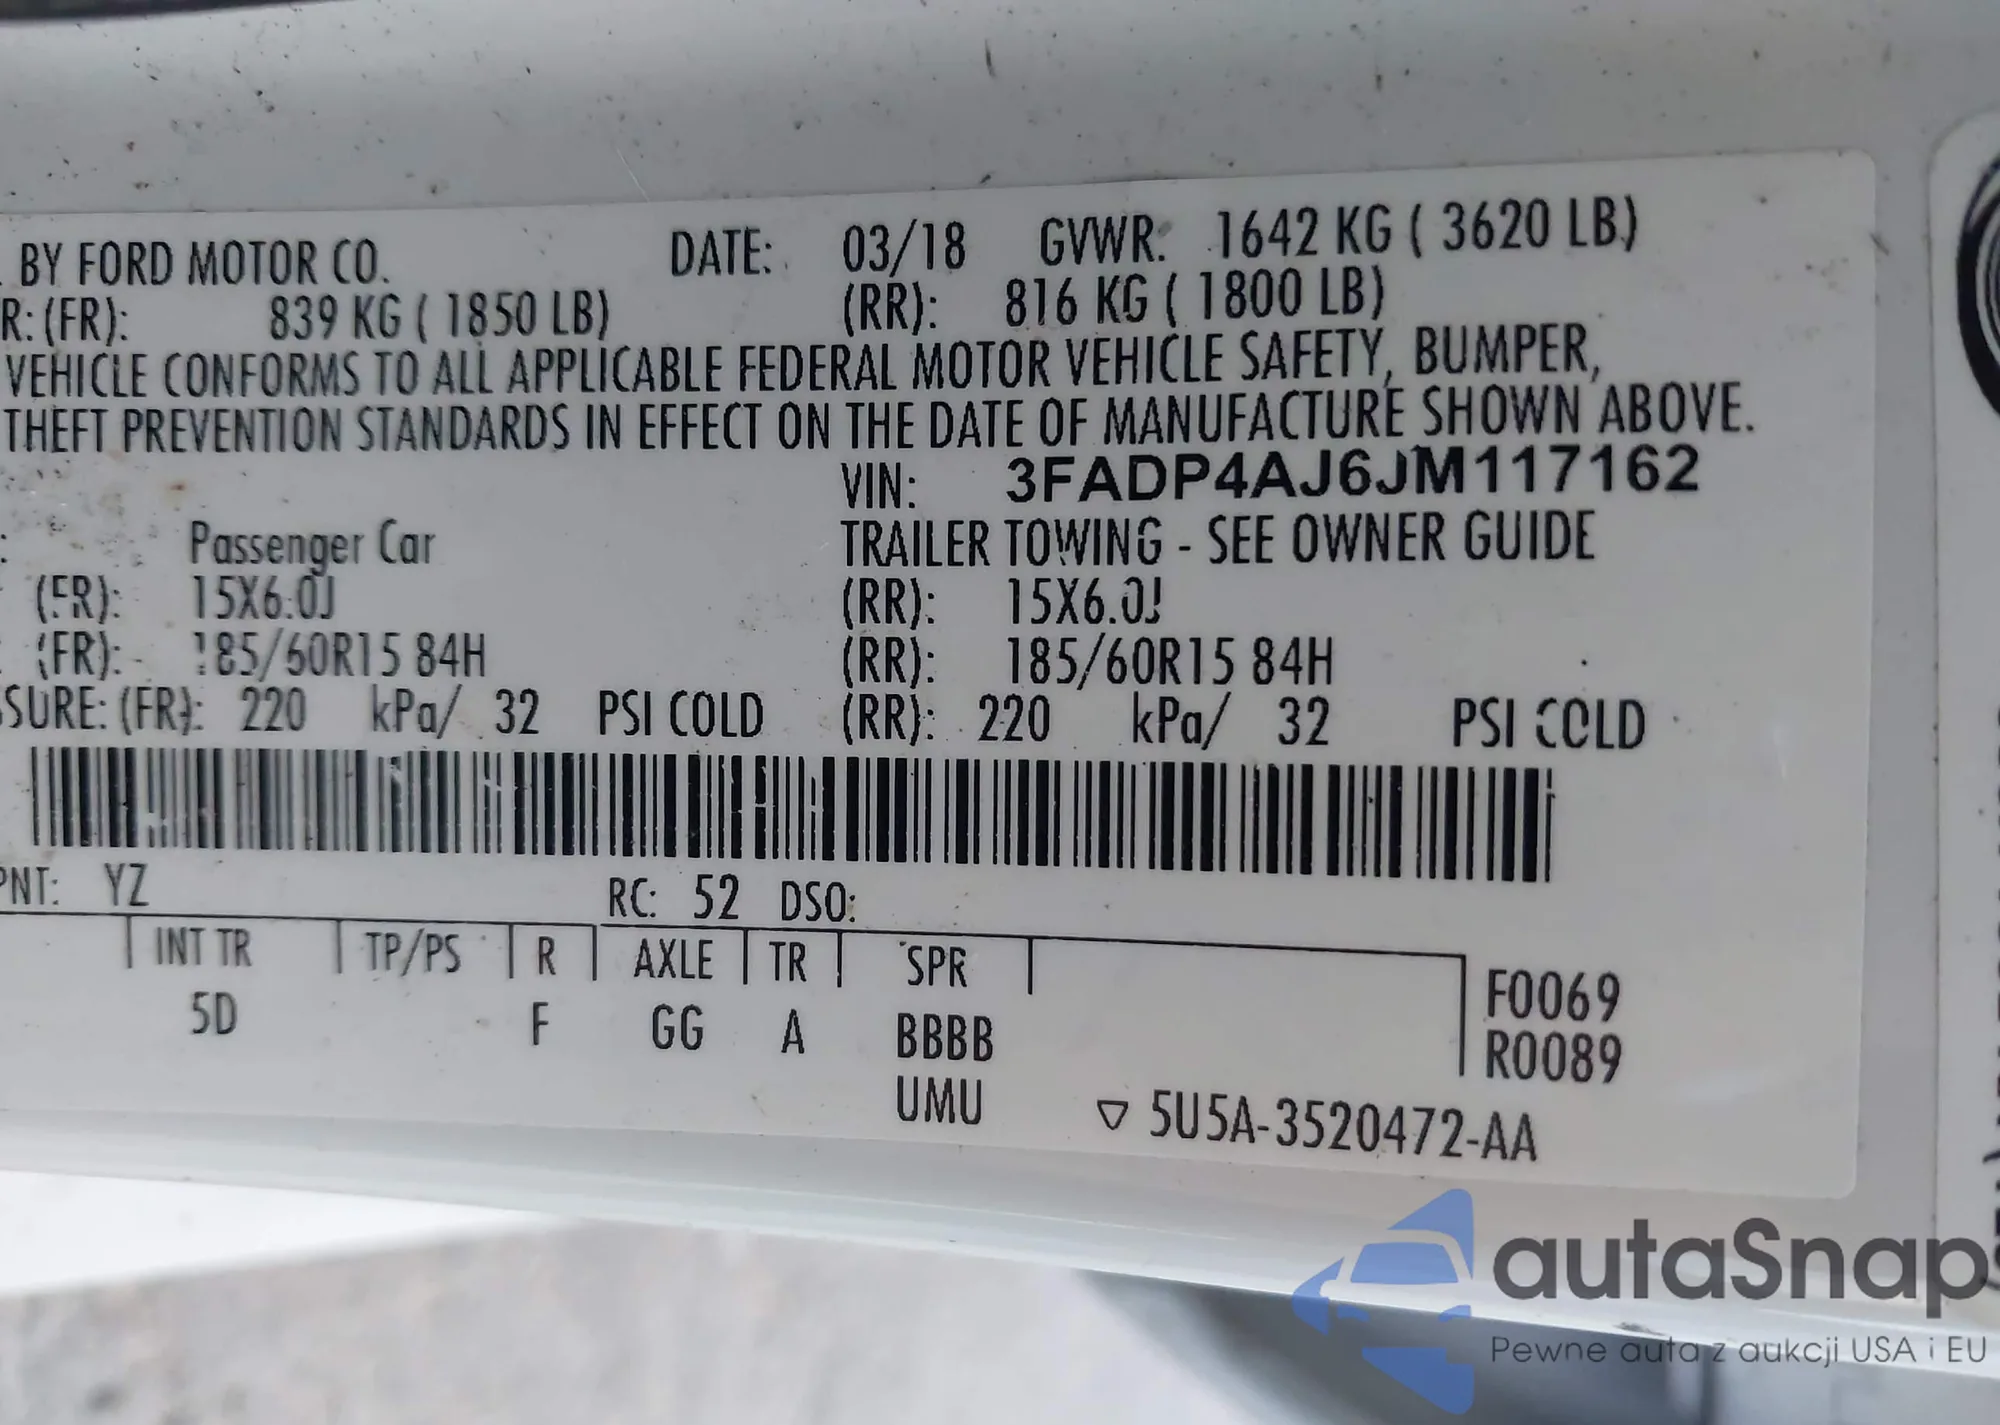 BY FORD MOTOR CO. DATE: 03/18 GVWR: 1642 KG ( 3620 LB)
R: (FR): 839 KG ( 1850 LB) (RR): 816 KG ( 1800 LB)
VEHICLE CONFORMS TO ALL APPLICABLE FEDERAL MOTOR VEHICLE SAFETY, BUMPER,
THEFT PREVENTION STANDARDS IN EFFECT ON THE DATE OF MANUFACTURE SHOWN ABOVE.
VIN: 3FADP4AJ6JM117162
: Passenger Car TRAILER TOWING - SEE OWNER GUIDE
(FR): 15X6.0J (RR): 15X6.0J
(FR): 185/60R15 84H (RR): 185/60R15 84H
SURE: (FR): 220 kPa/ 32 PSI COLD (RR): 220 kPa/ 32 PSI COLD
PNT: YZ RC: 52 DSO:
INT TR TP/PS R AXLE TR SPR
5D F GG A BBBB
UMU
F0069
R0089
▽ 5U5A-3520472-AA
autaSnap
Pewne auta z aukcji USA i EU